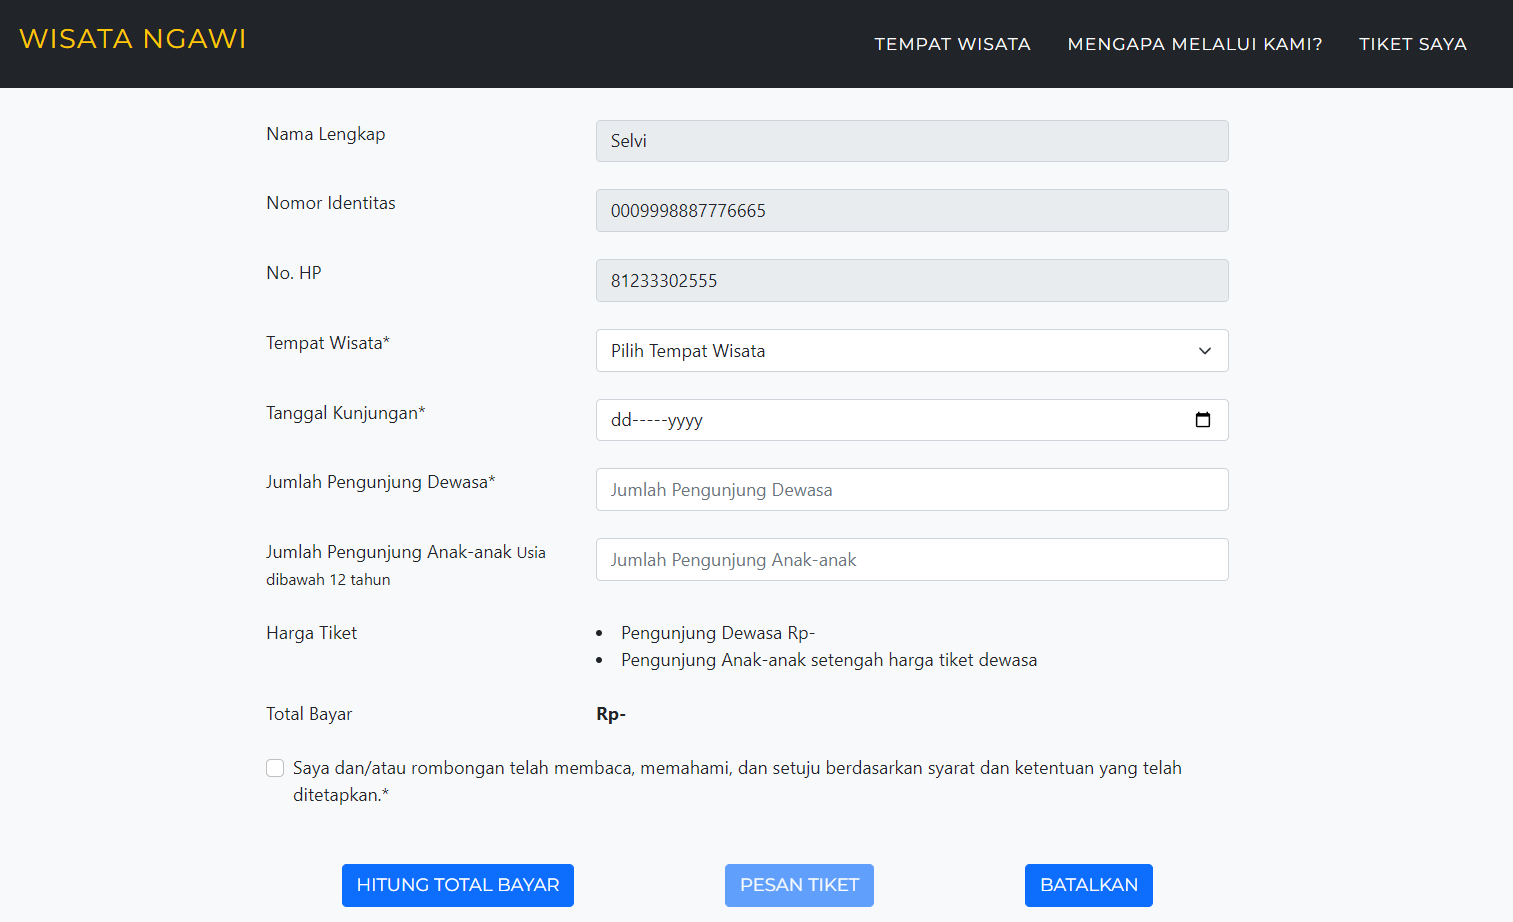 WISATA NGAWI
TEMPAT WISATA
MENGAPA MELALUI KAMI?
TIKET SAYA
Nama Lengkap
Selvi
Nomor Identitas
0009998887776665
No. HP
81233302555
Tempat Wisata*
Pilih Tempat Wisata
Tanggal Kunjungan*
dd-----yyyy
Jumlah Pengunjung Dewasa*
Jumlah Pengunjung Dewasa
Jumlah Pengunjung Anak-anak Usia
dibawah 12 tahun
Jumlah Pengunjung Anak-anak
Harga Tiket
Pengunjung Dewasa Rp-
Pengunjung Anak-anak setengah harga tiket dewasa
Total Bayar
Rp-
Saya dan/atau rombongan telah membaca, memahami, dan setuju berdasarkan syarat dan ketentuan yang telah
ditetapkan.*
HITUNG TOTAL BAYAR
PESAN TIKET
BATALKAN